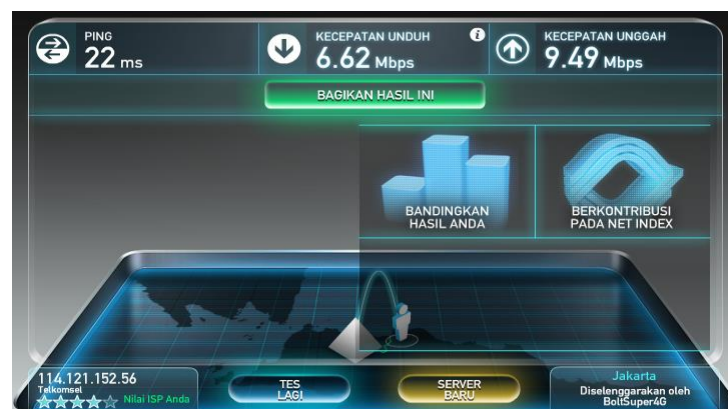 PING
22 ms
KECEPATAN UNDUH
6.62 Mbps
KECEPATAN UNGGAH
9.49 Mbps
BAGIKAN HASIL INI
BANDINGKAN
HASIL ANDA
BERKONTRIBUSI
PADA NET INDEX
114.121.152.56
Telkomsel
Nilai ISP Anda
TES
LAGI
SERVER
BARU
Jakarta
Diselenggarakan oleh
BoltSuper4G